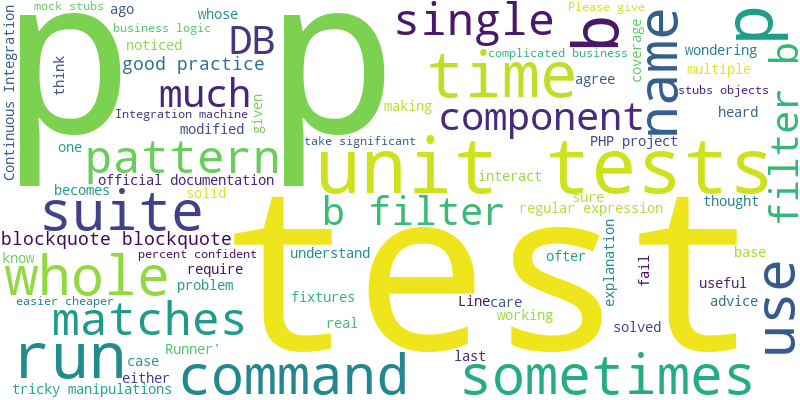 mock stubs
ago
whose
single
Please give
p p
business logic
DB
b
p
noticed
complicated business
Continuous Integration
think
good practice
time
coverage
name
wondering
multiple
much
agree
stubs objects
filter b
Integration machine
given
making
component
heard
modified
one
take significant
PHP project
pattern
unit tests
official documentation
interact
becomes
solid
sure
thought
suite
b filter
regular expression
blockquote blockquote
test
know
percent confident
understand
ofter
explanation
fail
base
use
whole
require
problem
useful
easier cheaper
fixtures
Line
care
advice
matches
real
working
solved
run
Runner'
last
case
either
command
sometimes
tricky manipulations